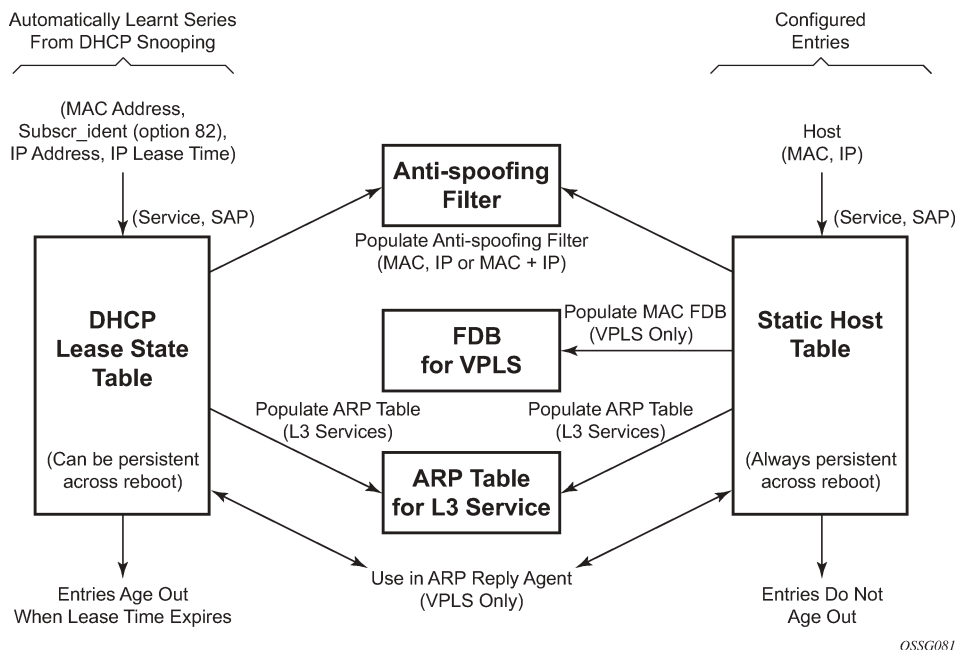 Automatically Learnt Series
From DHCP Snooping
Configured
Entries
(MAC Address,
Subscr_ident (option 82),
IP Address, IP Lease Time)
Host
(MAC, IP)
Anti-spoofing
Filter
(Service, SAP)
(Service, SAP)
Populate Anti-spoofing Filter
(MAC, IP or MAC + IP)
DHCP
Lease State
Table
Populate MAC FDB
(VPLS Only)
FDB
for VPLS
Static Host
Table
Populate ARP Table
(L3 Services)
Populate ARP Table
(L3 Services)
(Can be persistent
across reboot)
ARP Table
for L3 Service
(Always persistent
across reboot)
Use in ARP Reply Agent
(VPLS Only)
Entries Age Out
When Lease Time Expires
Entries Do Not
Age Out
OSSG081